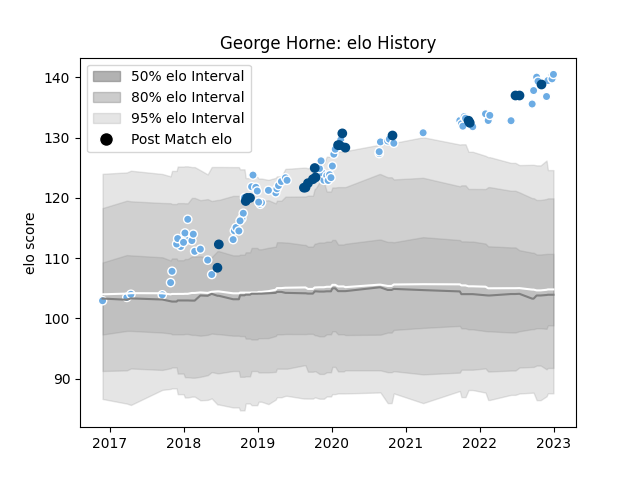 George Horne: elo History
50% elo Interval
80% elo Interval
95% elo Interval
Post Match elo
elo score
140
130
120
110
100
90
2017 2018 2019 2020 2021 2022 2023